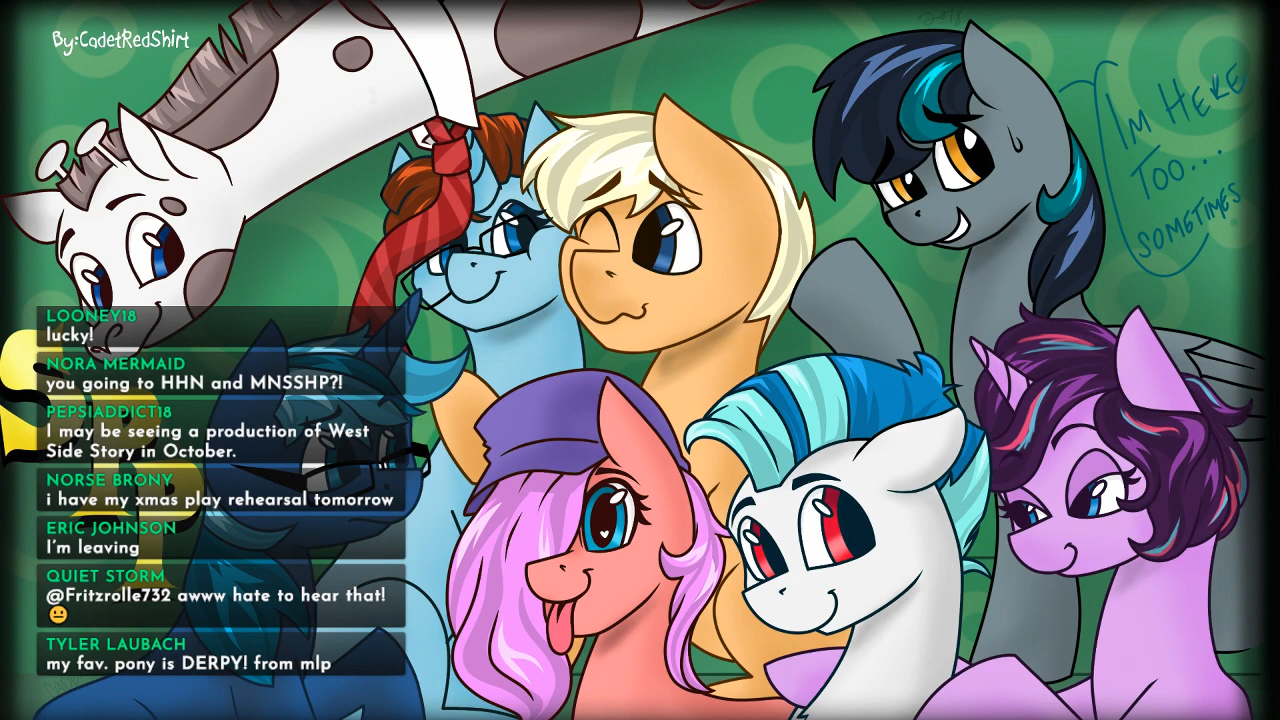 By:CadetRedShirt
I'M HERE
TOO...
SOMETIMES
LOONEY18
lucky!
NORA MERMAID
you going to HHN and MNSSHP?!
PEPSIADDICT18
I may be seeing a production of West
Side Story in October.
NORSE BRONY
i have my xmas play rehearsal tomorrow
ERIC JOHNSON
I'm leaving
QUIET STORM
@Fritzrolle732 awww hate to hear that!
😐
TYLER LAUBACH
my fav. pony is DERPY! from mlp